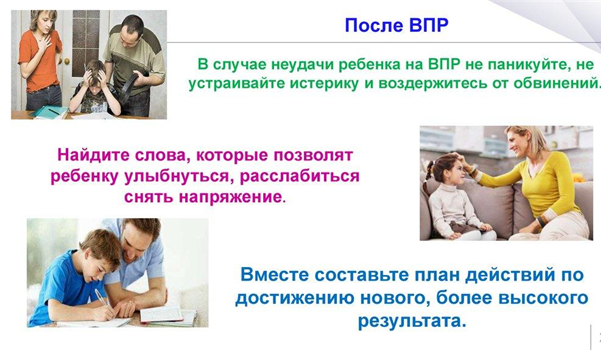 После ВПР
В случае неудачи ребенка на ВПР не паникуйте, не
устраивайте истерику и воздержитесь от обвинений.
Найдите слова, которые позволят
ребенку улыбнуться, расслабиться
снять напряжение.
Вместе составьте план действий по
достижению нового, более высокого
результата.